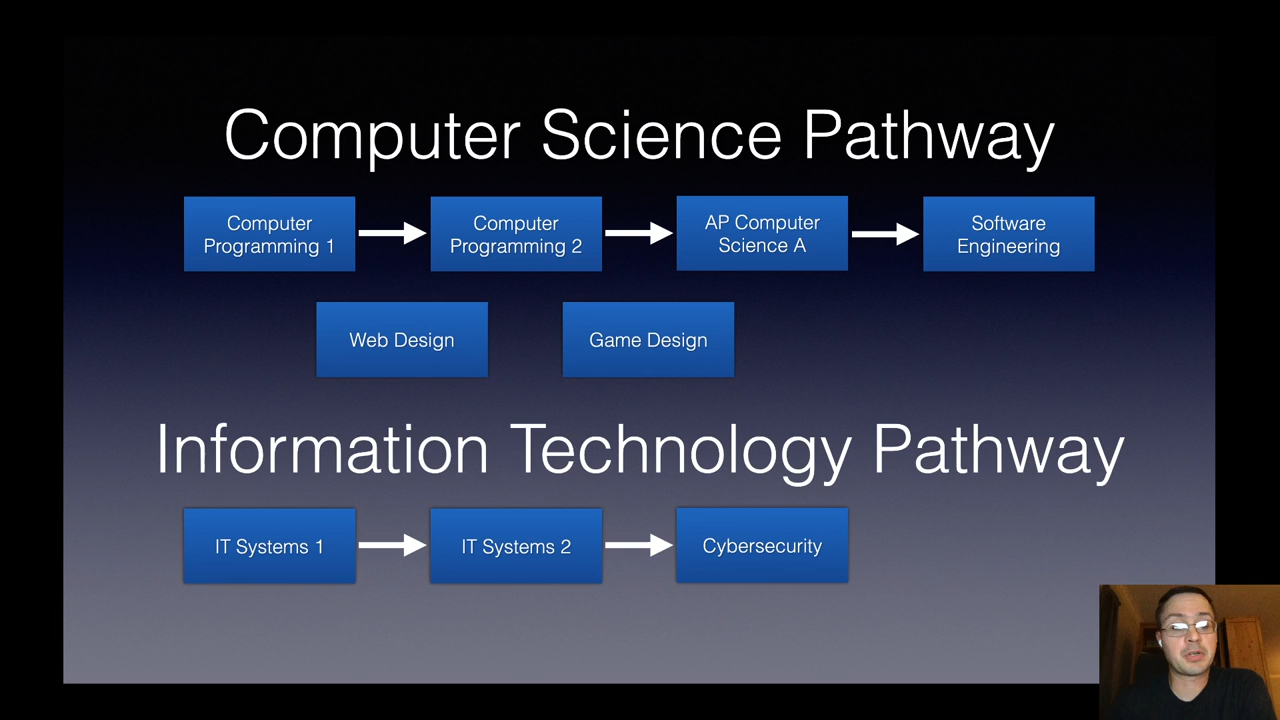 Computer Science Pathway
Computer
Programming 1
Computer
Programming 2
AP Computer
Science A
Software
Engineering
Web Design
Game Design
Information Technology Pathway
IT Systems 1
IT Systems 2
Cybersecurity